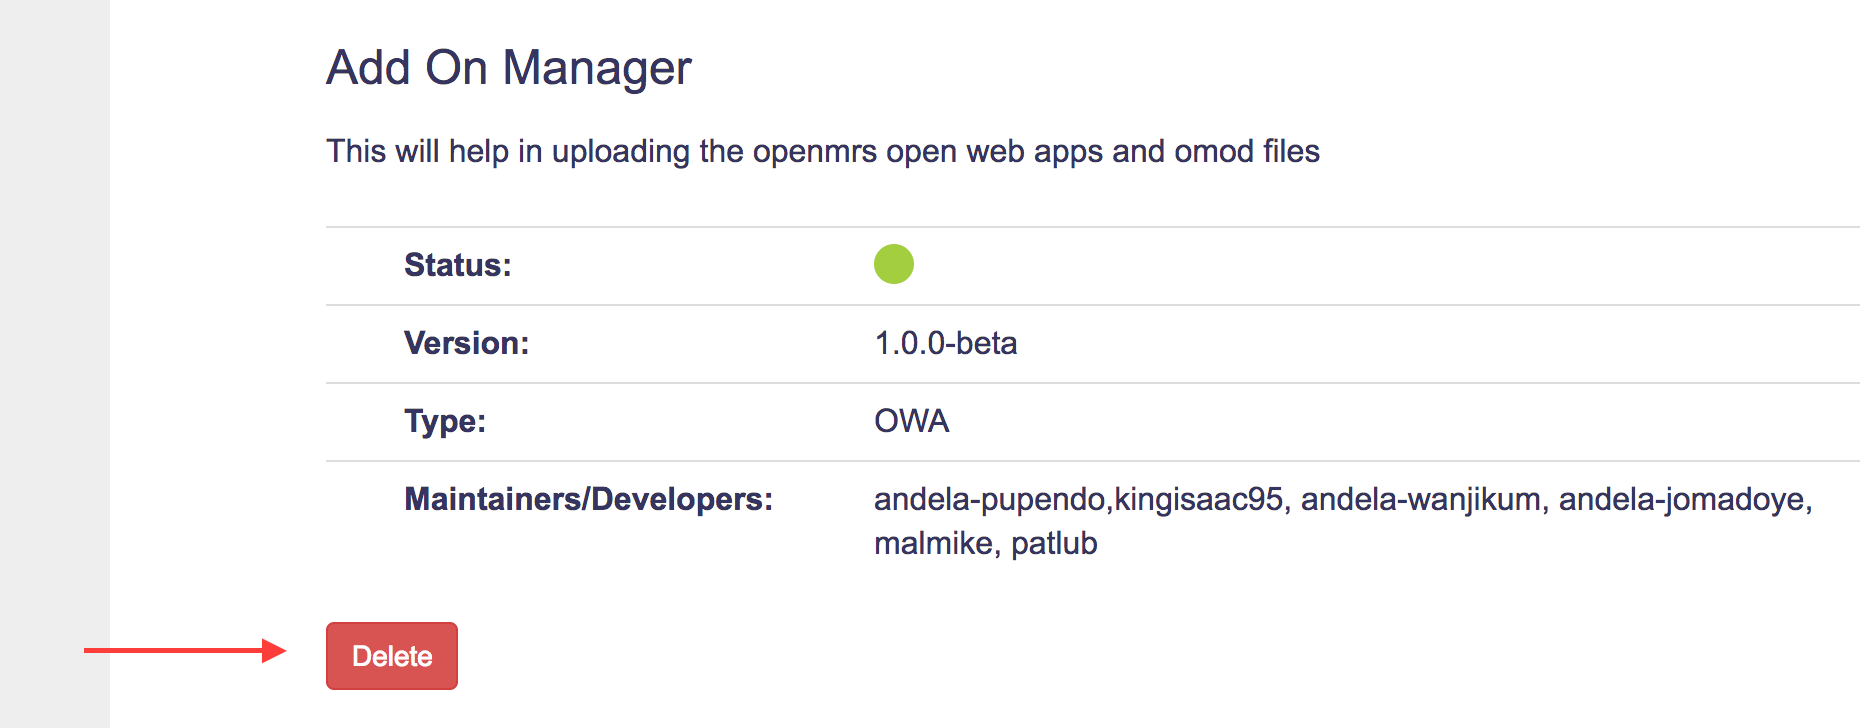 Add On Manager
This will help in uploading the openmrs open web apps and omod files
Status:
Version: 1.0.0-beta
Type: OWA
Maintainers/Developers: andela-pupendo,kingisaac95, andela-wanjikum, andela-jomadoye,
malmike, patlub
Delete